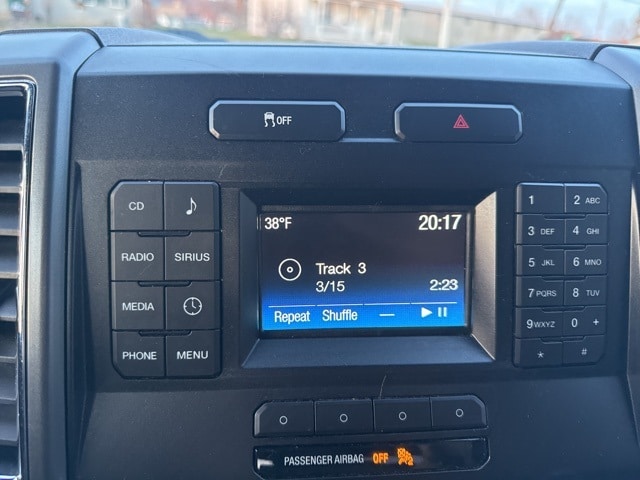 OFF
CD
RADIO SIRIUS
MEDIA
PHONE MENU
38°F 20:17
Track 3
3/15 2:23
Repeat Shuffle —
1 2 ABC
3 DEF 4 GHI
5 JKL 6 MNO
7 PQRS 8 TUV
9 WXYZ 0 +
* #
PASSENGER AIRBAG OFF